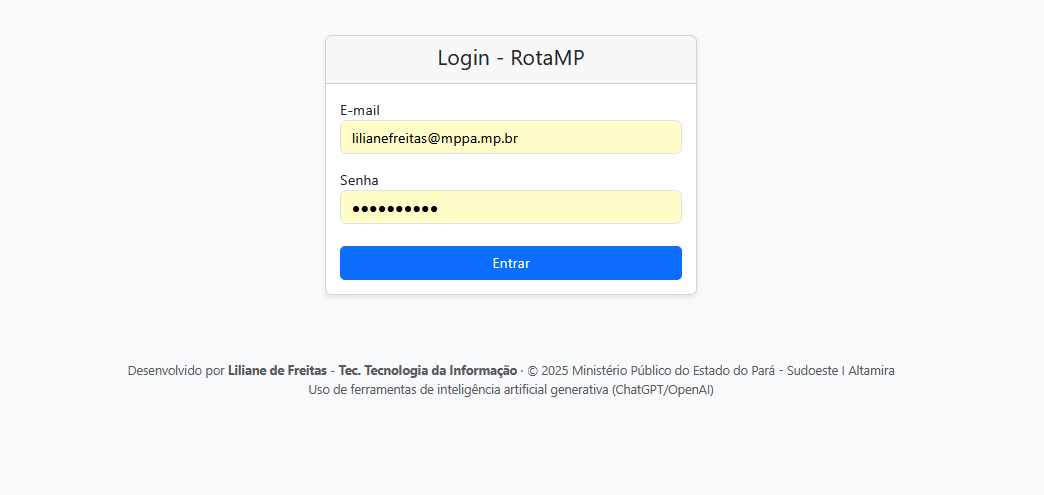 Login - RotaMP
E-mail
lilianefreitas@mppa.mp.br
Senha
●●●●●●●●●●
Entrar
Desenvolvido por Liliane de Freitas - Tec. Tecnologia da Informação · © 2025 Ministério Público do Estado do Pará - Sudoeste I Altamira
Uso de ferramentas de inteligência artificial generativa (ChatGPT/OpenAI)